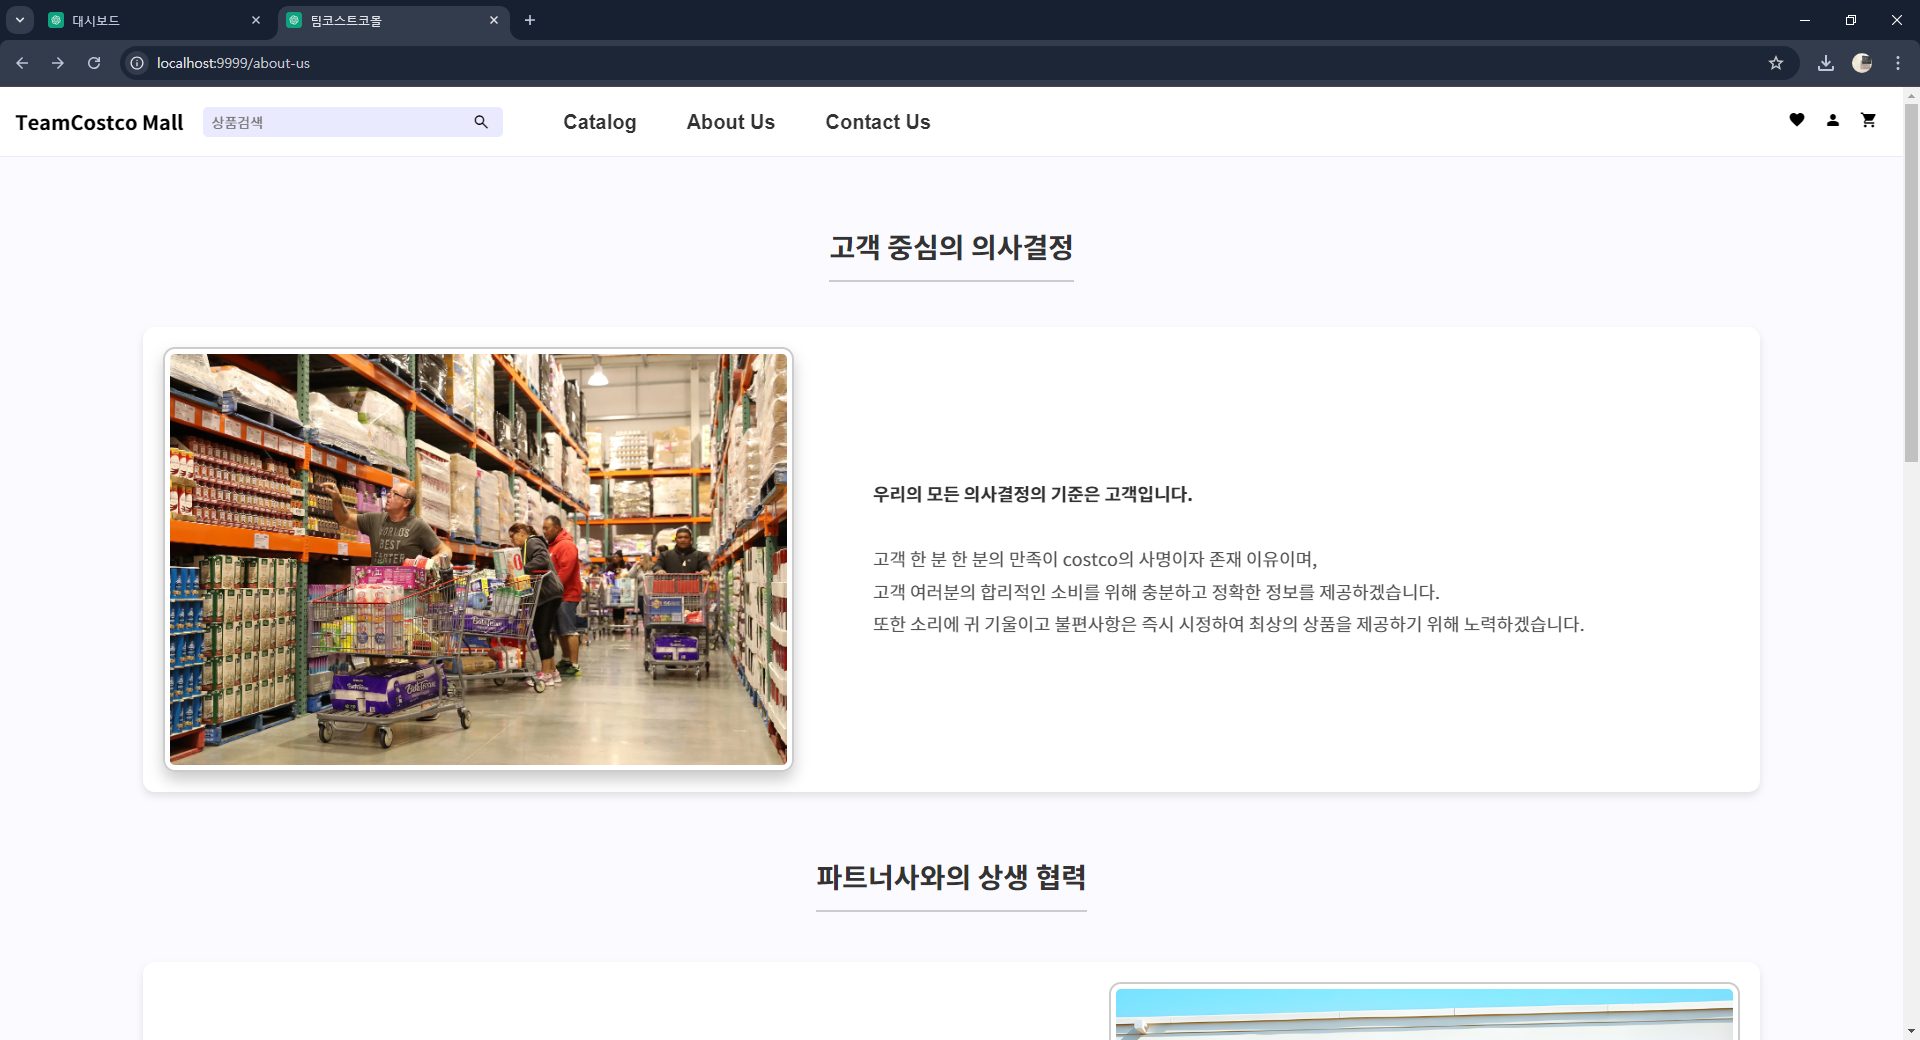 대시보드
팀코스트코몰
localhost:9999/about-us
TeamCostco Mall
상품검색
Catalog
About Us
Contact Us
고객 중심의 의사결정
WORLD'S
BEST
FARTER
우리의 모든 의사결정의 기준은 고객입니다.
고객 한 분 한 분의 만족이 costco의 사명이자 존재 이유이며,
고객 여러분의 합리적인 소비를 위해 충분하고 정확한 정보를 제공하겠습니다.
또한 소리에 귀 기울이고 불편사항은 즉시 시정하여 최상의 상품을 제공하기 위해 노력하겠습니다.
파트너사와의 상생 협력